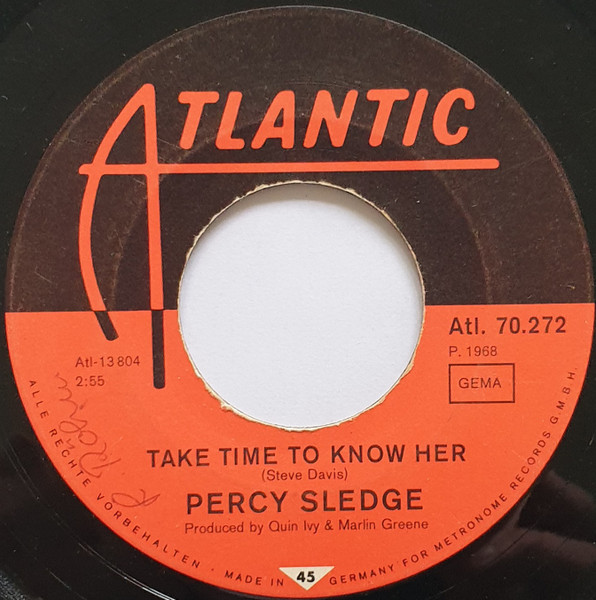 ATLANTIC
Atl. 70.272
P. 1968
GEMA
Atl-13 804
2:55
TAKE TIME TO KNOW HER
(Steve Davis)
PERCY SLEDGE
Produced by Quin Ivy & Marlin Greene
ALLE RECHTE VORBEHALTEN · MADE IN 45 GERMANY FOR METRONOME RECORDS G.M.B.H.